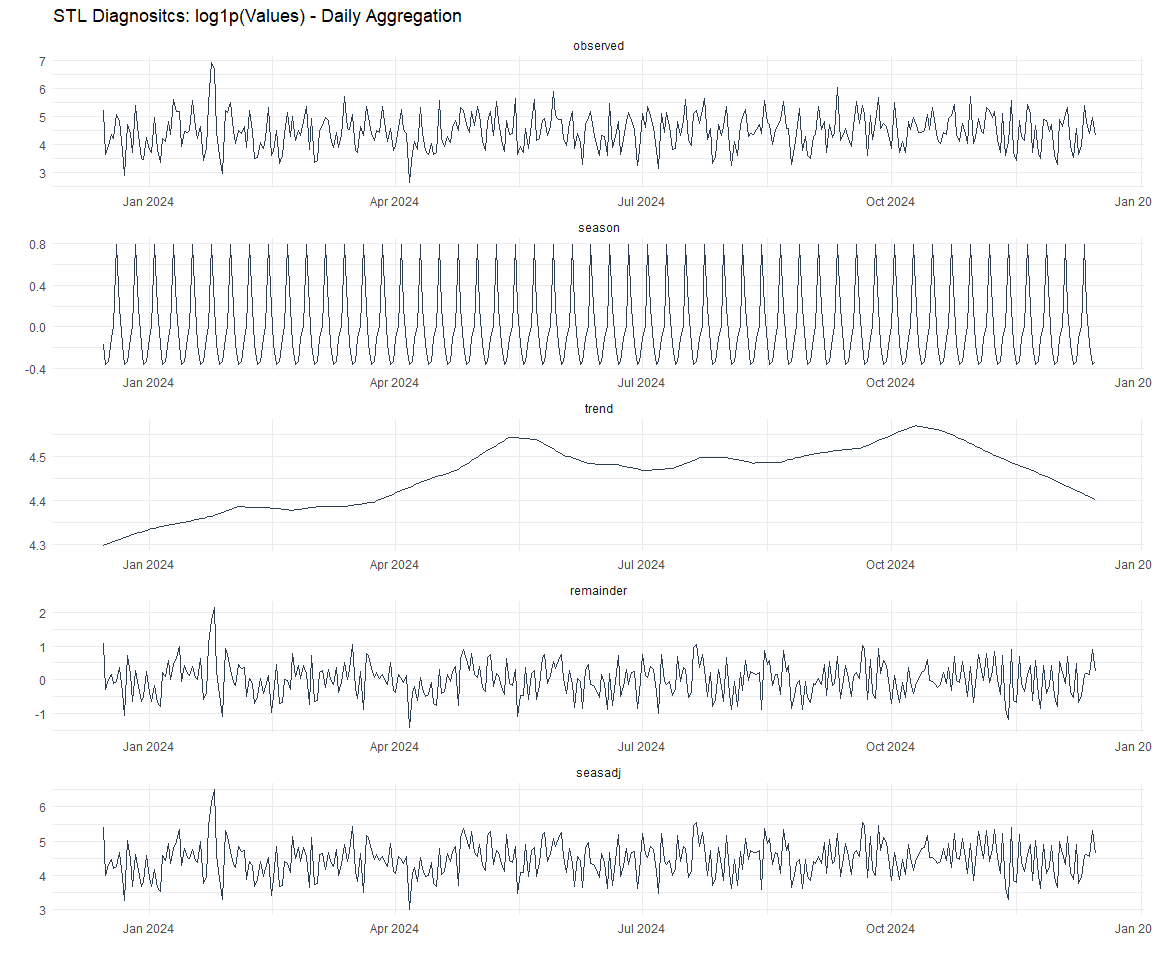 STL Diagnositcs: log1p(Values) - Daily Aggregation
observed
7
6
5
4
3
Jan 2024 Apr 2024 Jul 2024 Oct 2024 Jan 20
season
0.8
0.4
0.0
-0.4
Jan 2024 Apr 2024 Jul 2024 Oct 2024 Jan 20
trend
4.5
4.4
4.3
Jan 2024 Apr 2024 Jul 2024 Oct 2024 Jan 20
remainder
2
1
0
-1
Jan 2024 Apr 2024 Jul 2024 Oct 2024 Jan 20
seasadj
6
5
4
3
Jan 2024 Apr 2024 Jul 2024 Oct 2024 Jan 20